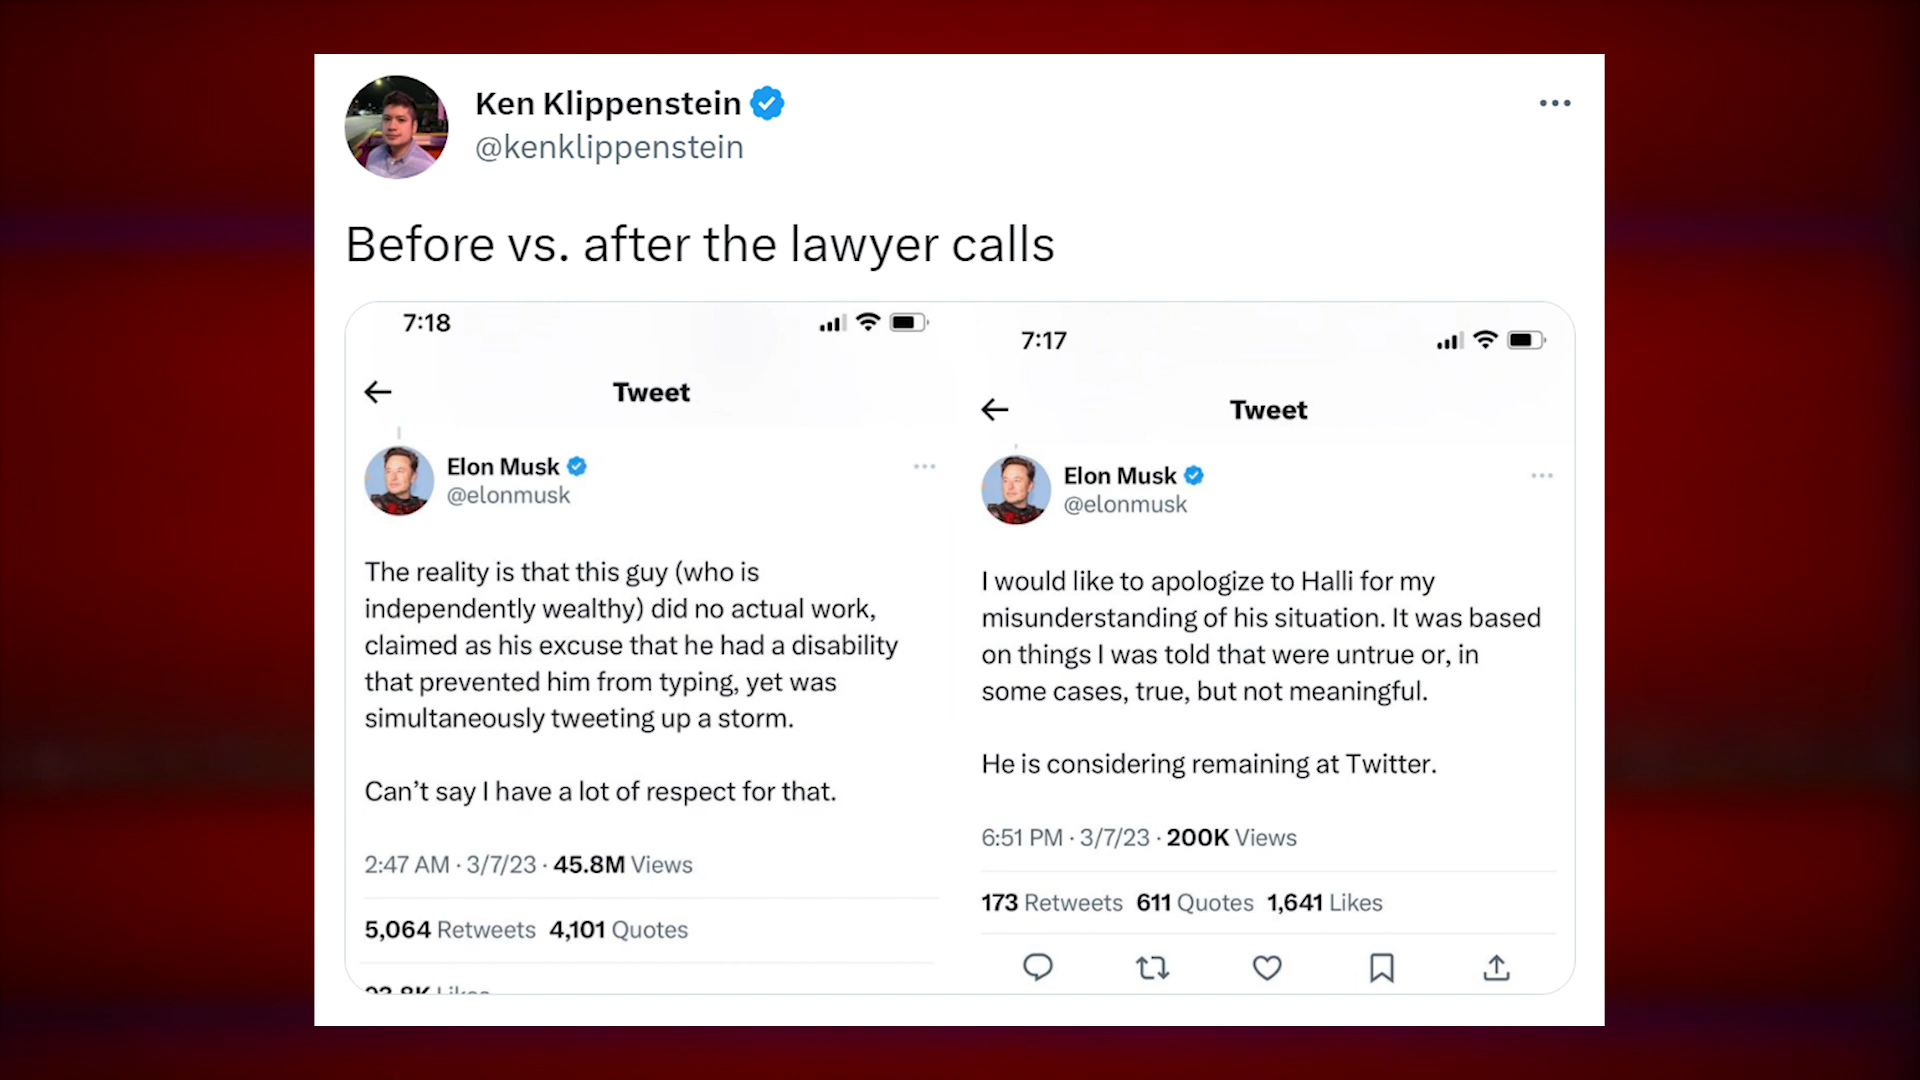 Ken Klippenstein
@kenklippenstein
Before vs. after the lawyer calls
7:18
Tweet
Elon Musk
@elonmusk
The reality is that this guy (who is
independently wealthy) did no actual work,
claimed as his excuse that he had a disability
that prevented him from typing, yet was
simultaneously tweeting up a storm.
Can’t say I have a lot of respect for that.
2:47 AM · 3/7/23 · 45.8M Views
5,064 Retweets 4,101 Quotes
Likes
7:17
Tweet
Elon Musk
@elonmusk
I would like to apologize to Halli for my
misunderstanding of his situation. It was based
on things I was told that were untrue or, in
some cases, true, but not meaningful.
He is considering remaining at Twitter.
6:51 PM · 3/7/23 · 200K Views
173 Retweets 611 Quotes 1,641 Likes